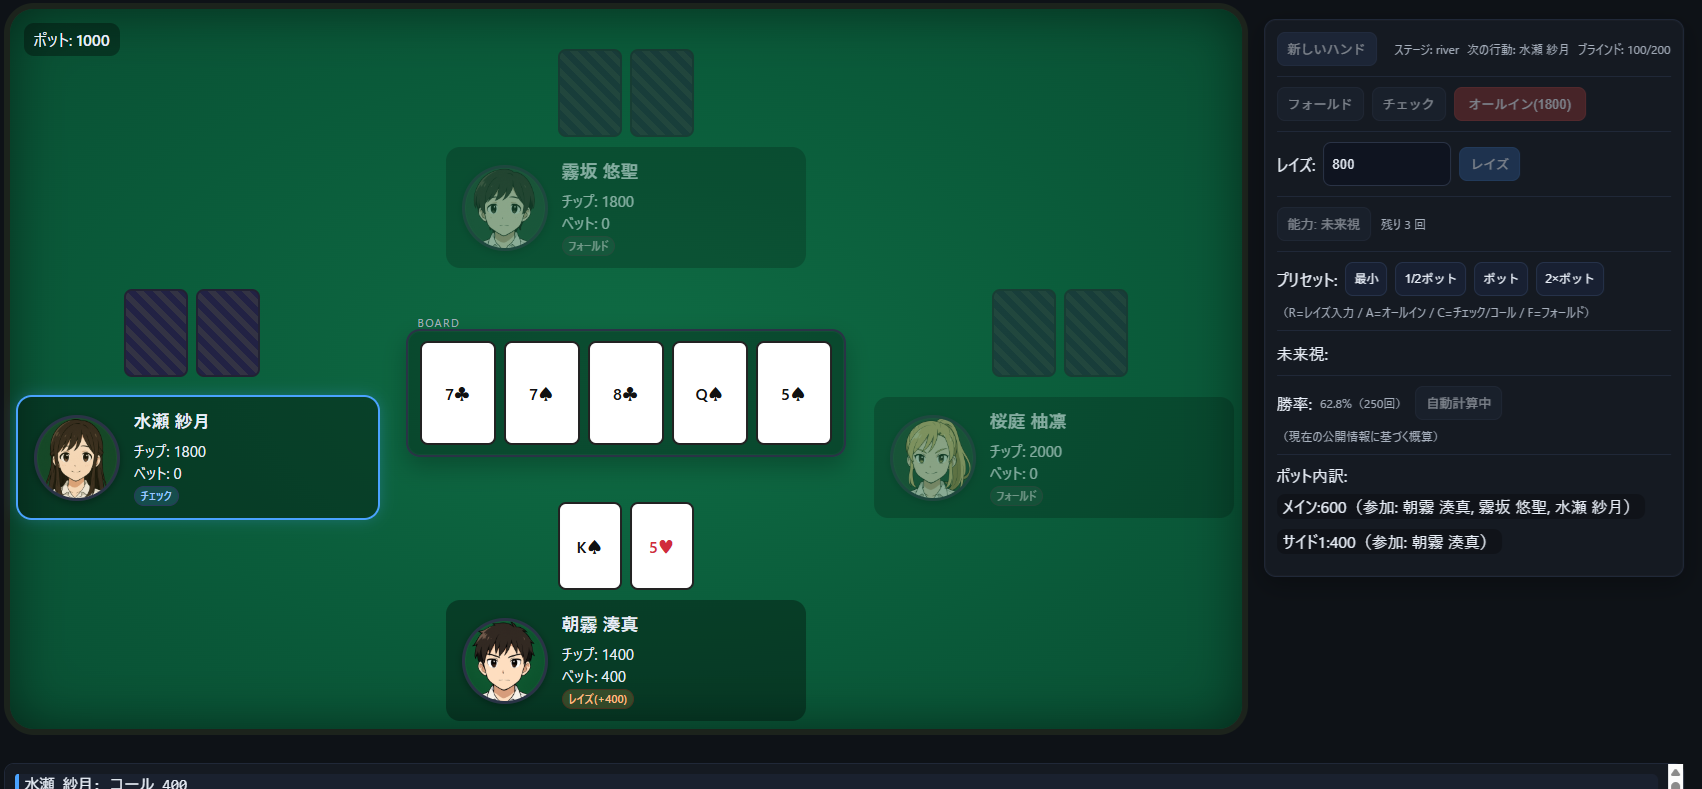 ポット: 1000
霧坂 悠聖
チップ: 1800
ベット: 0
フォールド
水瀬 紗月
チップ: 1800
ベット: 0
チェック
BOARD
7♣ 7♠ 8♣ Q♠ 5♠
桜庭 柚凛
チップ: 2000
ベット: 0
フォールド
K♠ 5♥
朝霧 湊真
チップ: 1400
ベット: 400
レイズ(+400)
新しいハンド ステージ: river 次の行動: 水瀬 紗月 ブラインド: 100/200
フォールド チェック オールイン(1800)
レイズ: 800 レイズ
能力: 未来視 残り 3 回
プリセット: 最小 1/2ポット ポット 2×ポット
（R=レイズ入力 / A=オールイン / C=チェック/コール / F=フォールド）
未来視:
勝率: 62.8%（250回） 自動計算中
（現在の公開情報に基づく概算）
ポット内訳:
メイン:600（参加: 朝霧 湊真, 霧坂 悠聖, 水瀬 紗月）
サイド1:400（参加: 朝霧 湊真）
水瀬 紗月: コール 400